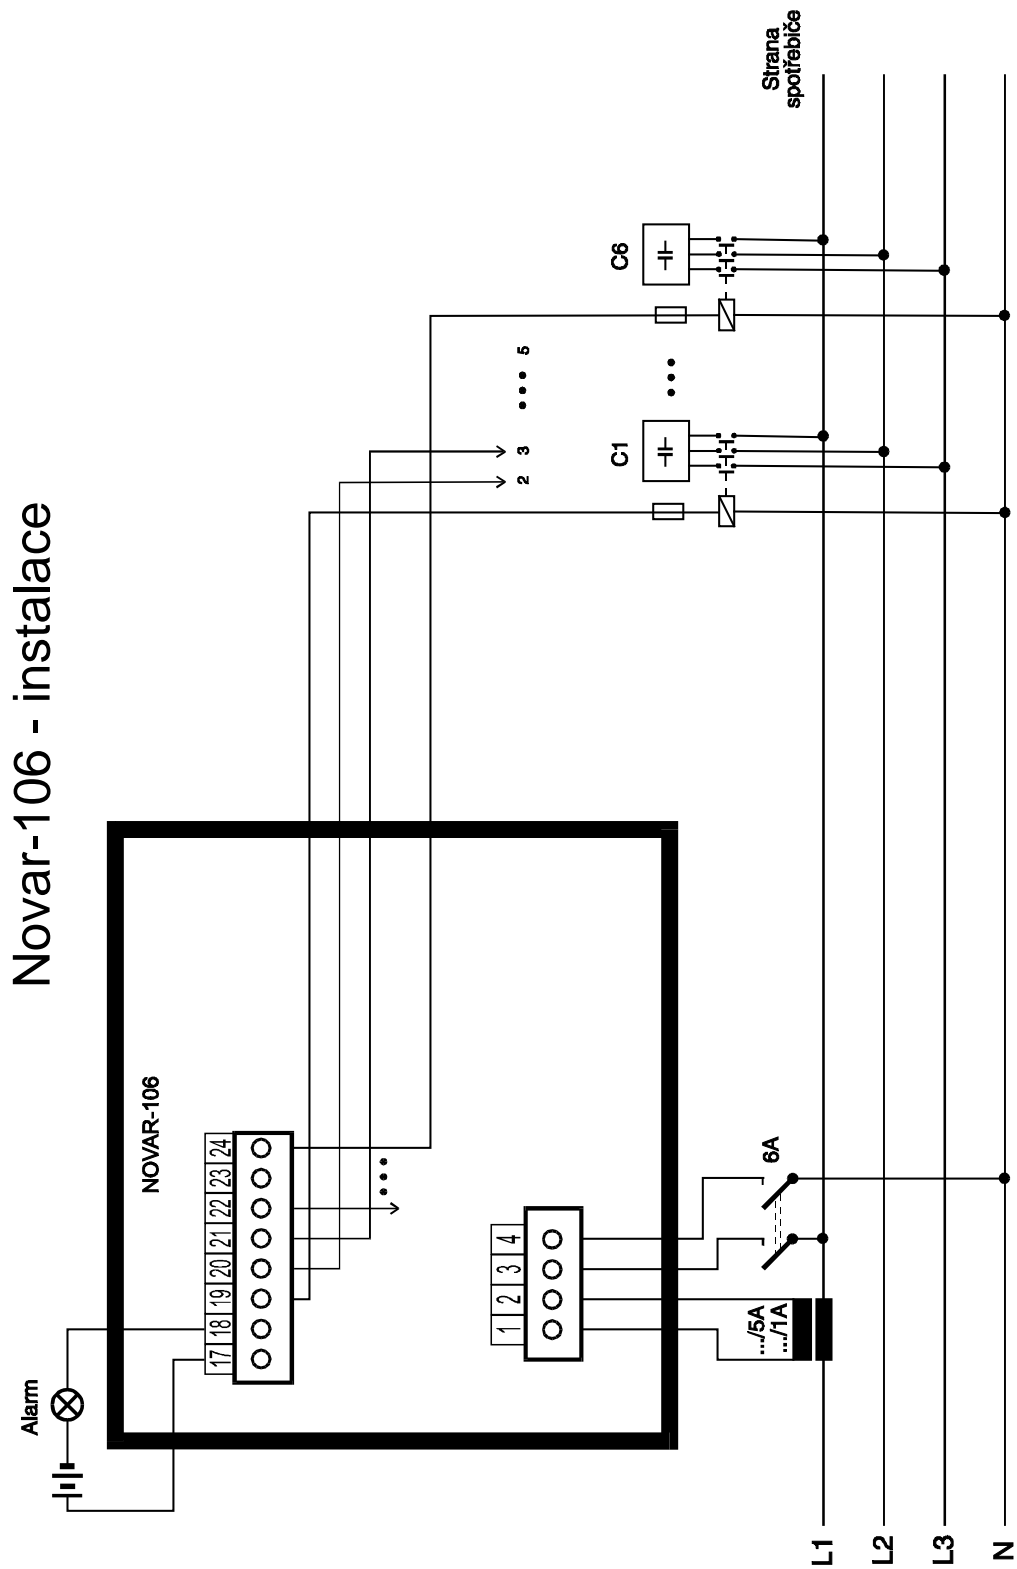 Novar-106 - instalace
Alarm
NOVAR-106
17 18 19 20 21 22 23 24
2 3 5
1 2 3 4
C1
C6
.../5A
.../1A
6A
Strana
spotřebiče
L1
L2
L3
N